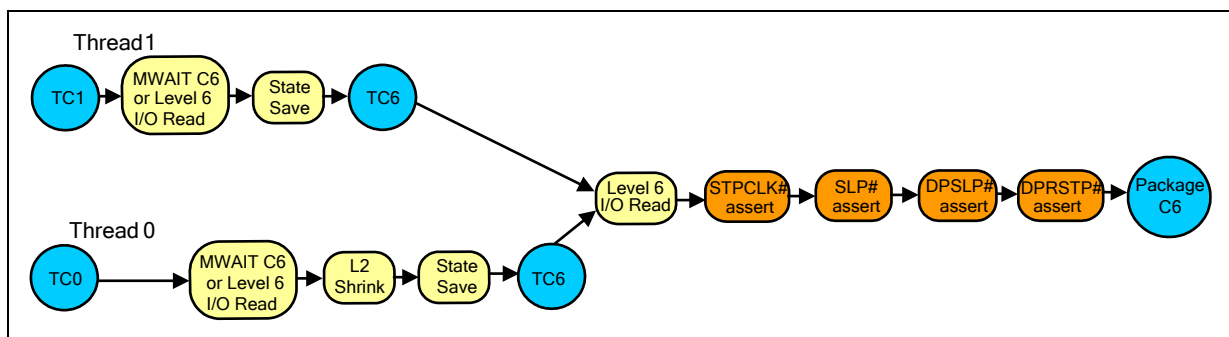 Thread 1
TC1
MWAIT C6
or Level 6
I/O Read
State
Save
TC6
Level 6
I/O Read
STPCLK#
assert
SLP#
assert
DPSLP#
assert
DPRSTP#
assert
Package
C6
Thread 0
TC0
MWAIT C6
or Level 6
I/O Read
L2
Shrink
State
Save
TC6